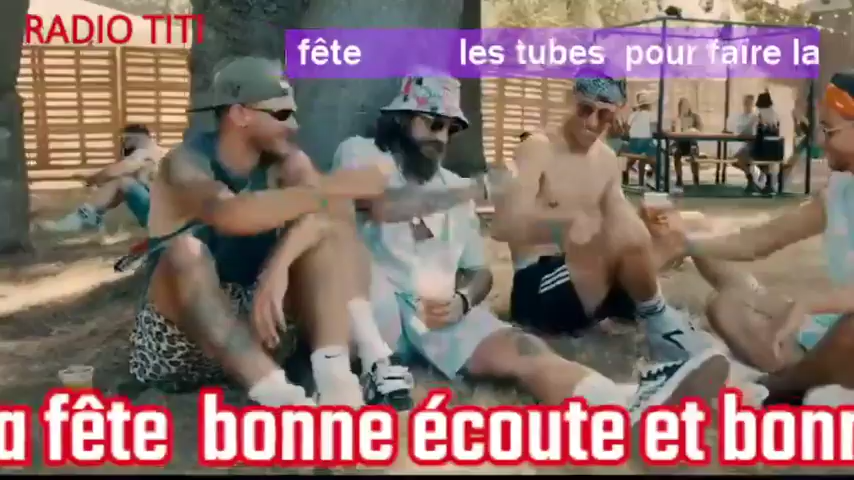 RADIO TITI
fête les tubes pour faire la
a fête bonne écoute et bonn